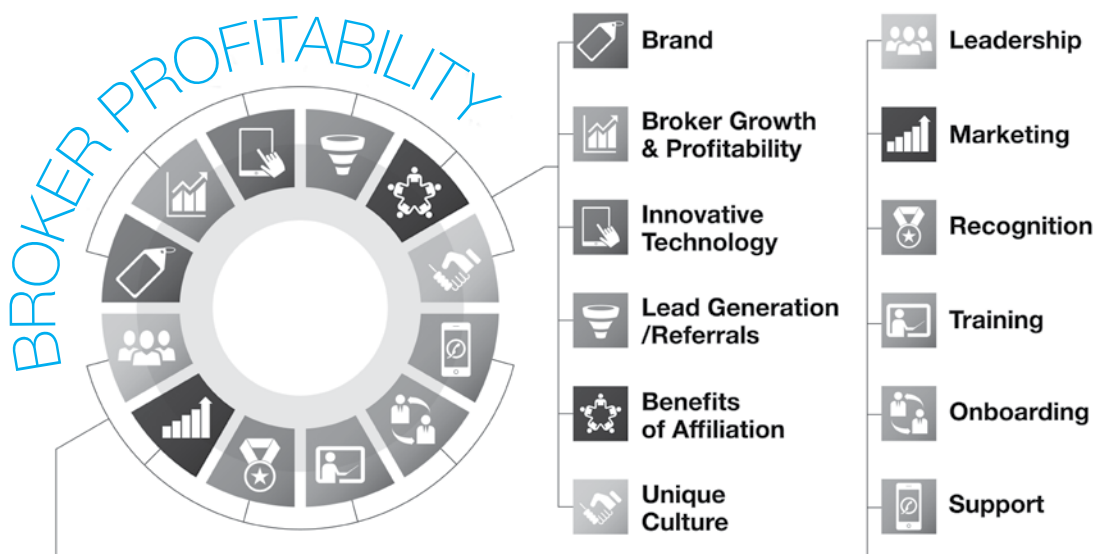 BROKER PROFITABILITY
Brand
Broker Growth
& Profitability
Innovative
Technology
Lead Generation
/Referrals
Benefits
of Affiliation
Unique
Culture
Leadership
Marketing
Recognition
Training
Onboarding
Support